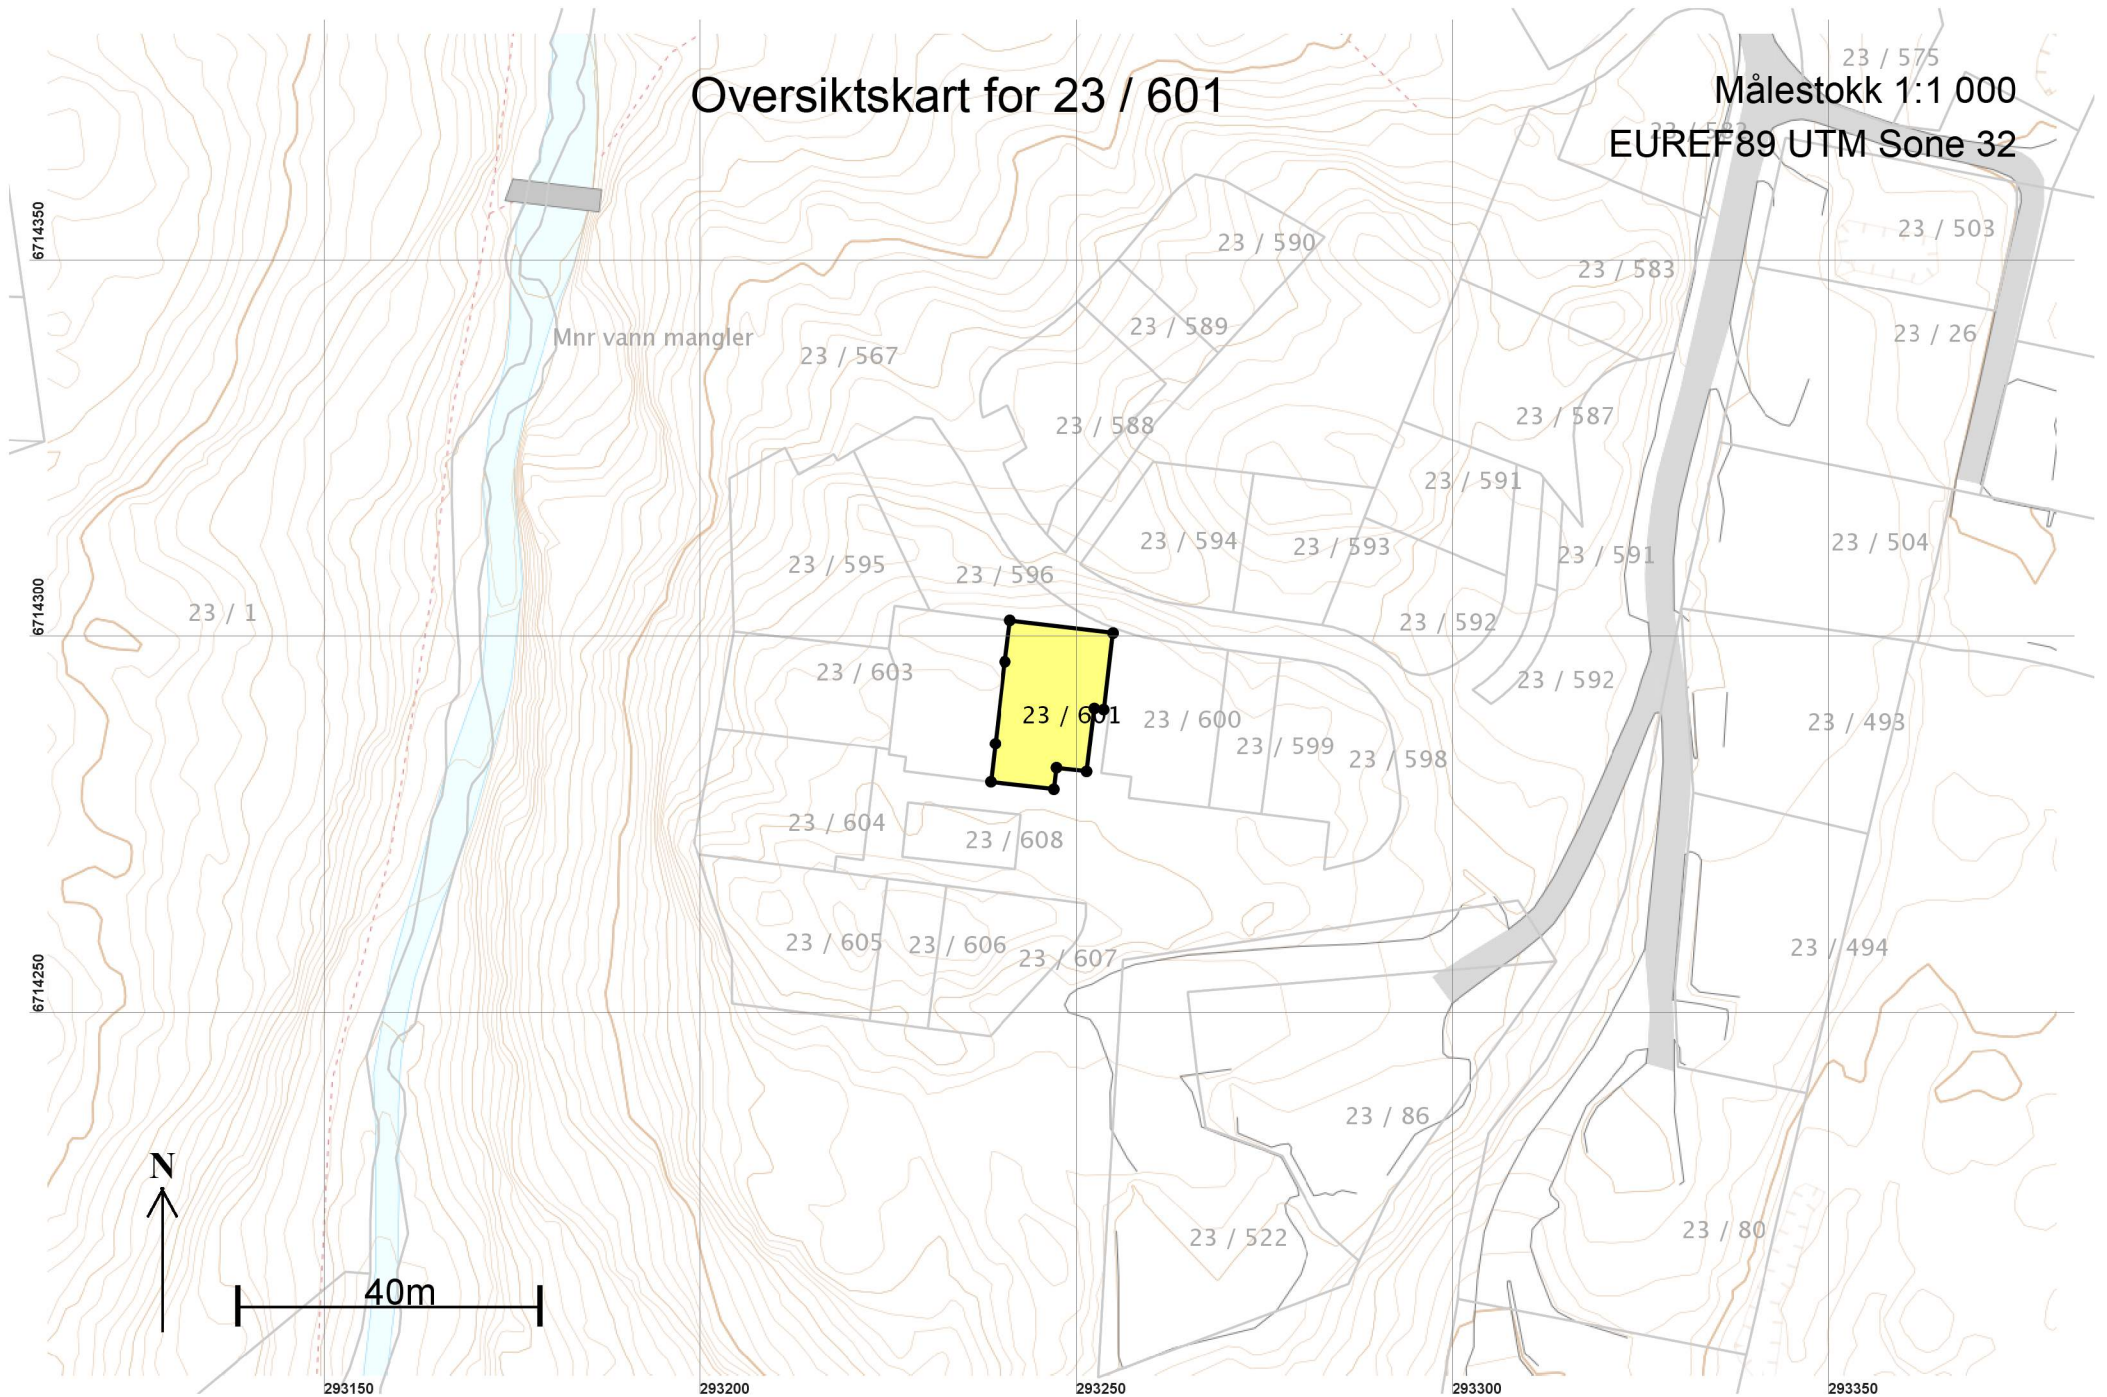 23 / 575
Oversiktskart for 23 / 601
Målestokk 1:1 000
23 / 582
EUREF89 UTM Sone 32
6714350
23 / 503
23 / 590
23 / 583
23 / 589
Mnr vann mangler
23 / 26
23 / 567
23 / 587
23 / 588
23 / 591
23 / 594
23 / 593
23 / 504
23 / 591
23 / 595
23 / 596
6714300
23 / 1
23 / 592
23 / 603
23 / 592
23 / 601
23 / 600
23 / 493
23 / 599
23 / 598
23 / 604
23 / 608
23 / 605
23 / 606
23 / 494
23 / 607
6714250
23 / 86
N
23 / 80
23 / 522
40m
293150
293200
293250
293300
293350